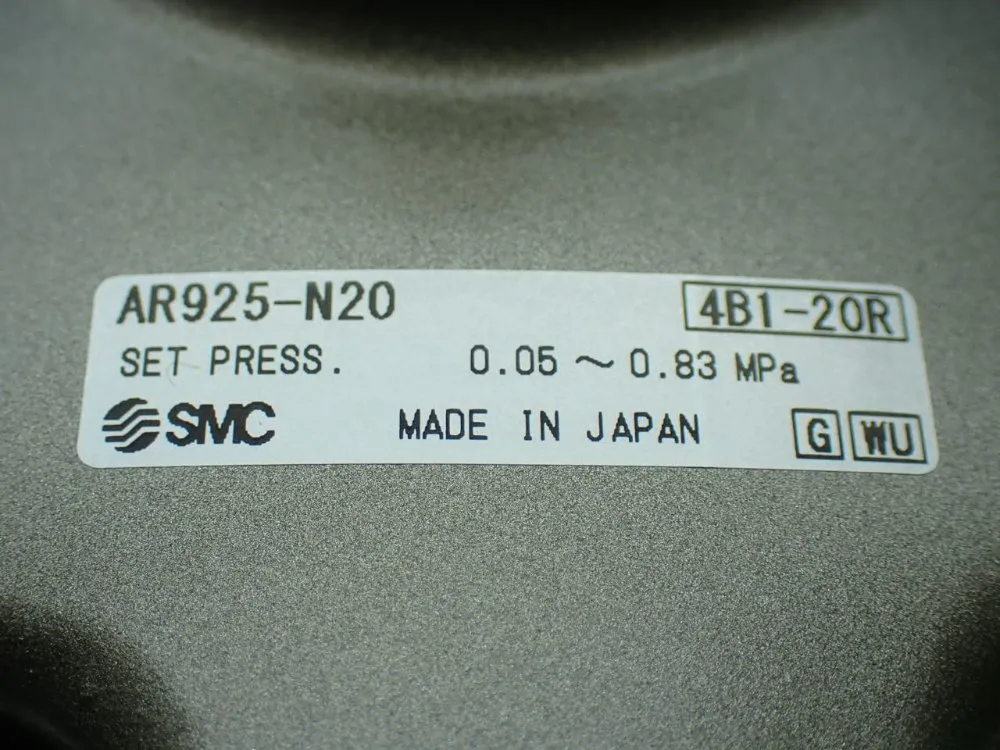 AR925-N20 4B1-20R
SET PRESS. 0.05 ～ 0.83 MPa
SMC MADE IN JAPAN G WU